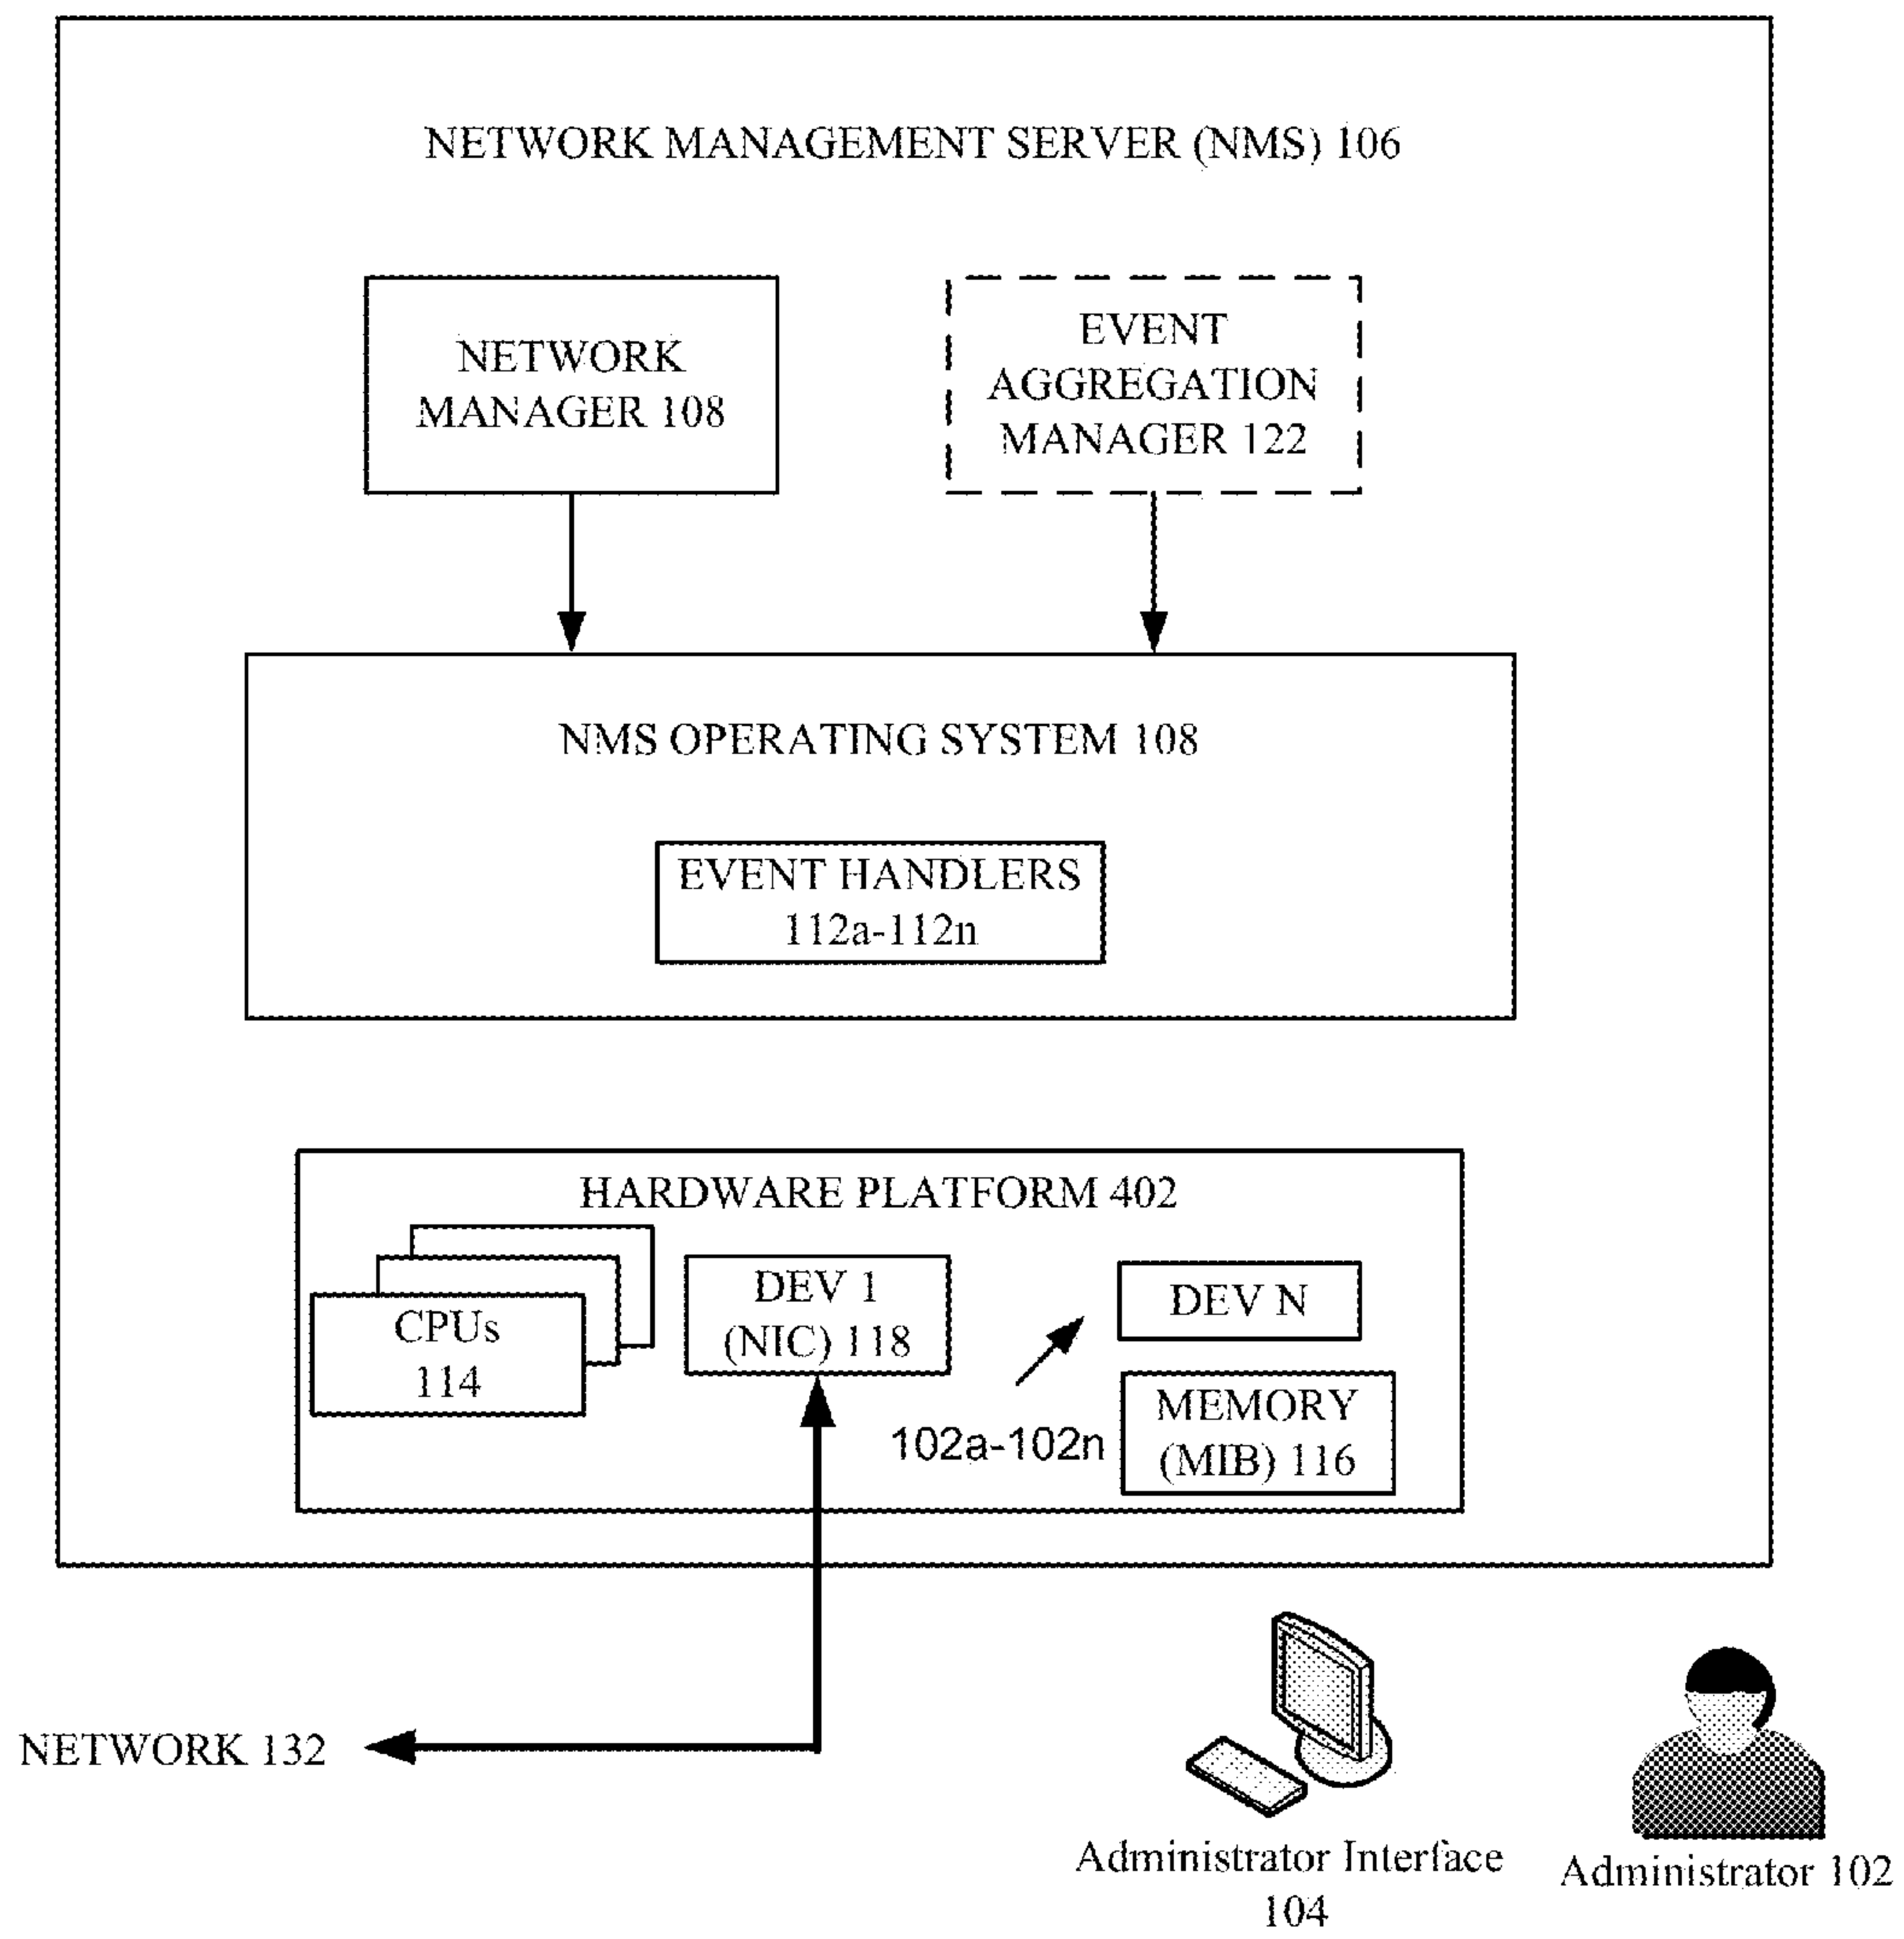 NETWORK MANAGEMENT SERVER (NMS) 106
NETWORK
MANAGER 108
EVENT
AGGREGATION
MANAGER 122
NMS OPERATING SYSTEM 108
EVENT HANDLERS
112a-112n
HARDWARE PLATFORM 402
CPUs
114
DEV 1
(NIC) 118
102a-102n
DEV N
MEMORY
(MIB) 116
NETWORK 132
Administrator Interface
104
Administrator 102